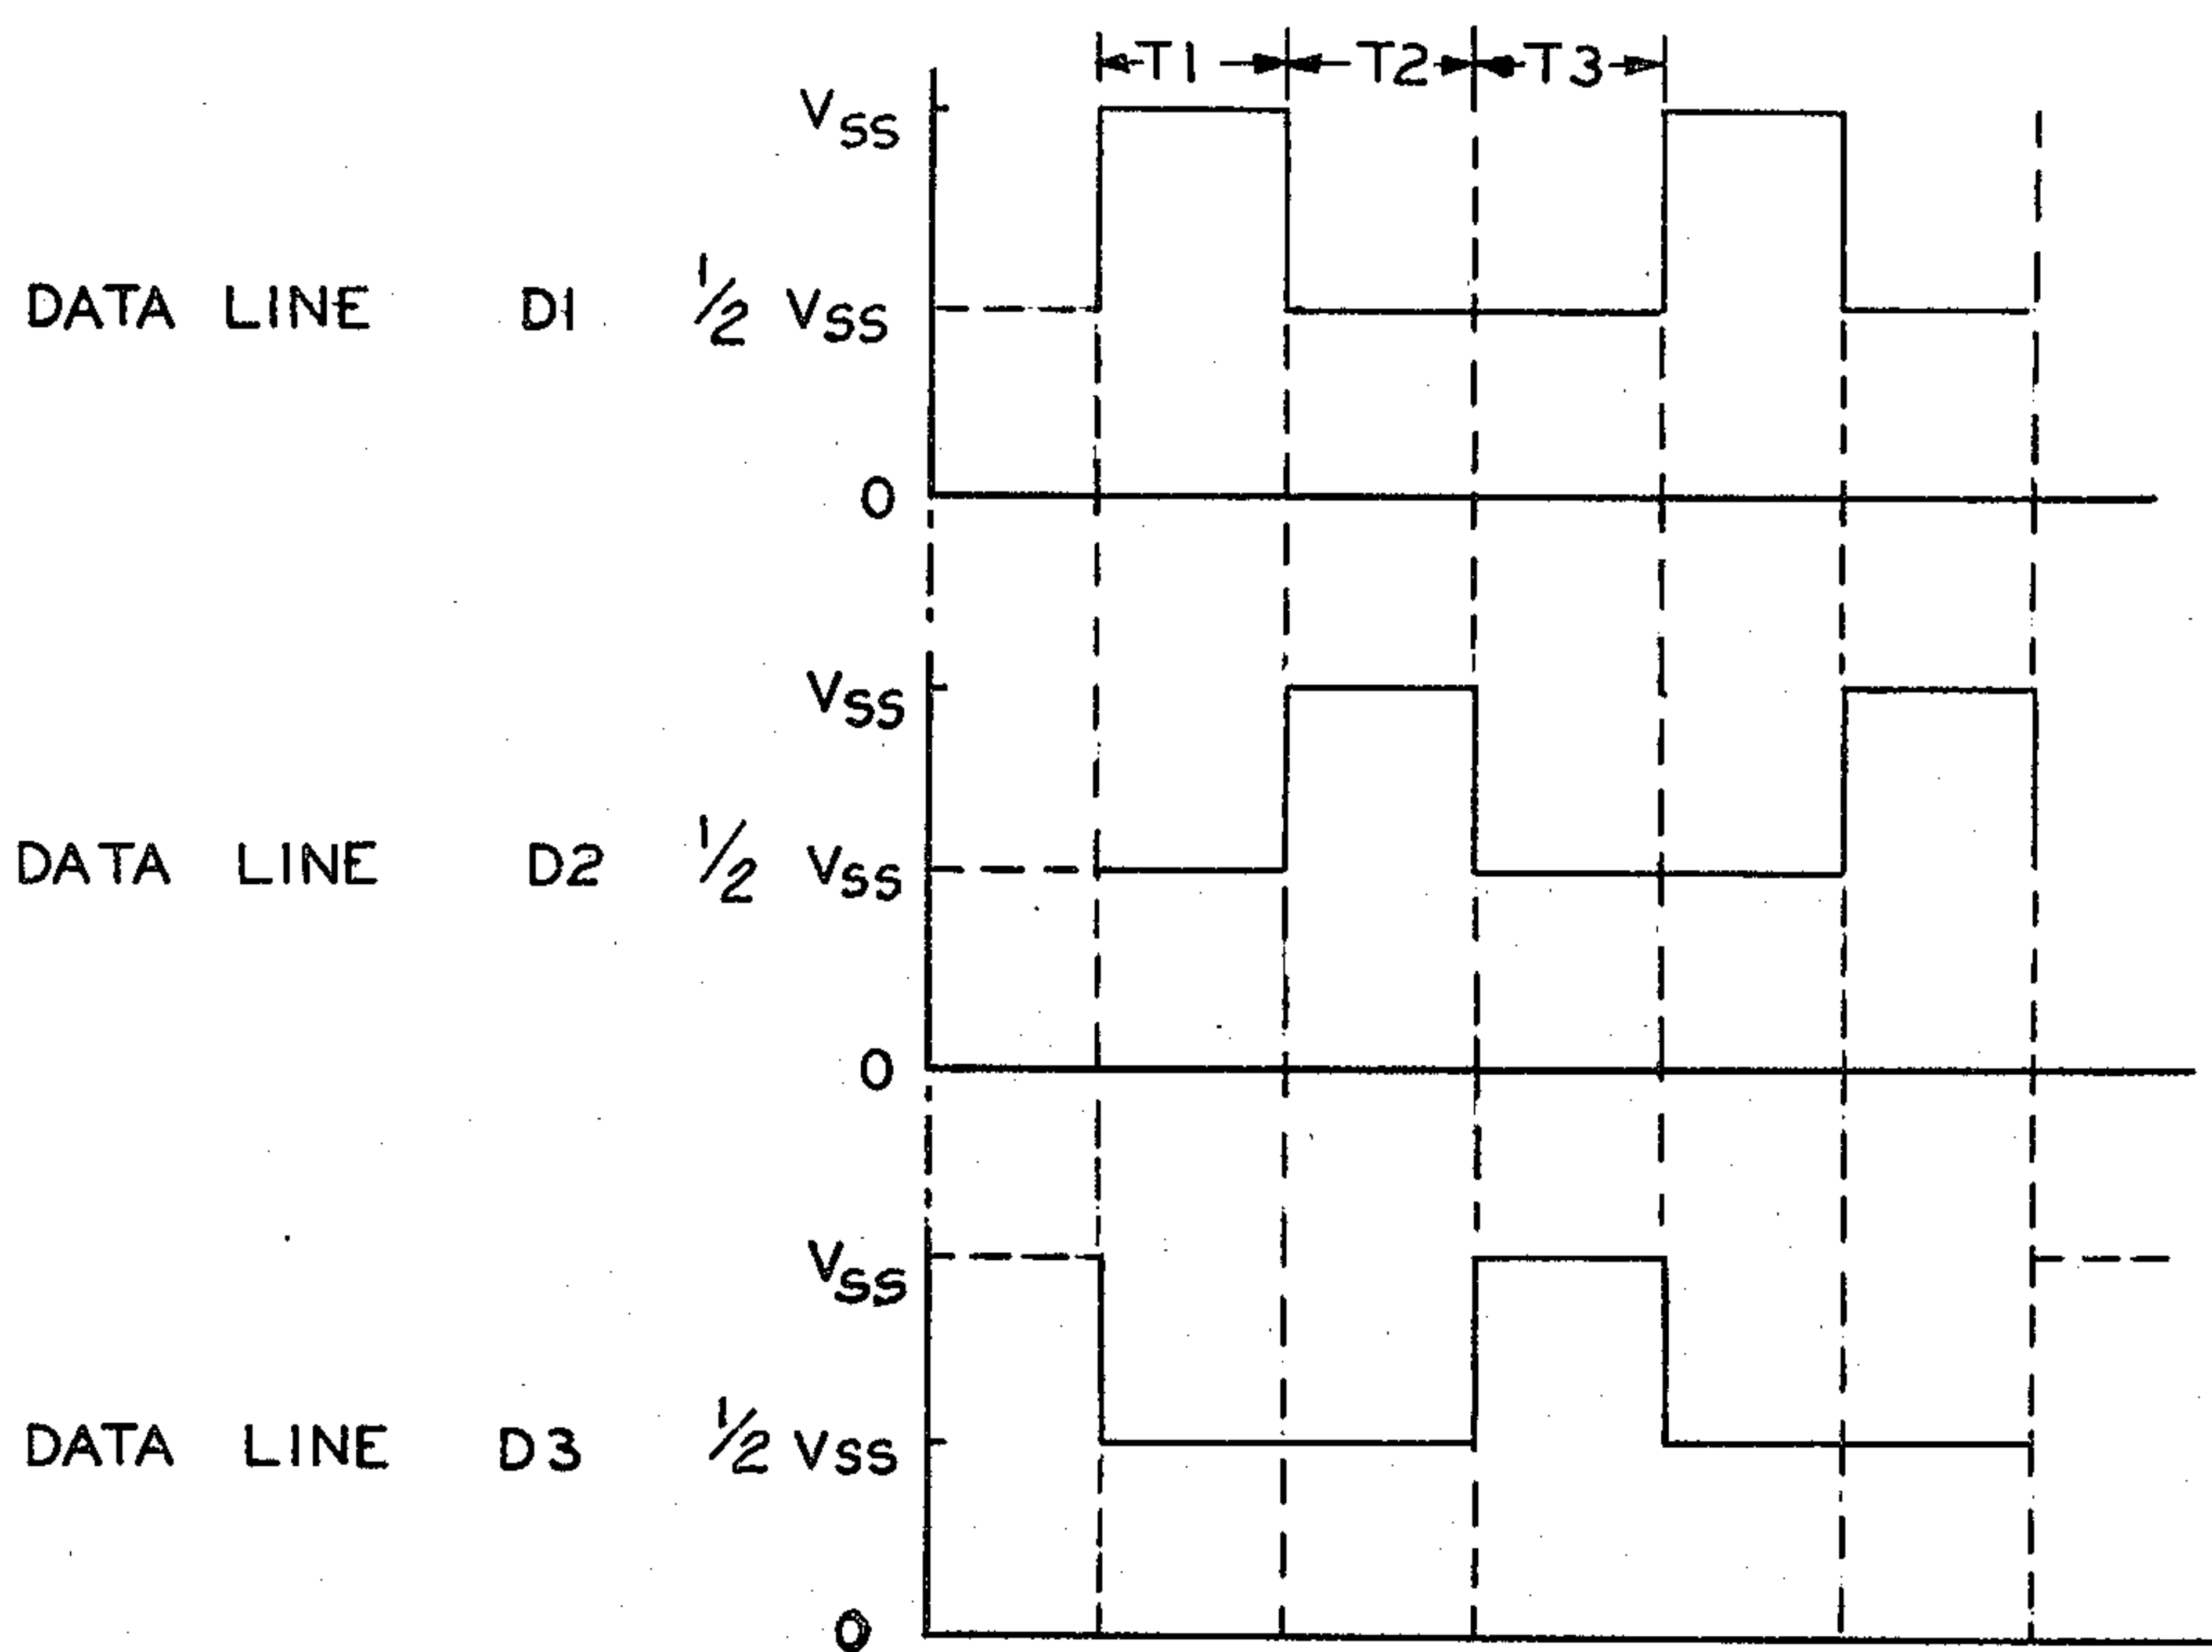 T1 T2 T3
VSS
DATA LINE D1 1/2 VSS
0
VSS
DATA LINE D2 1/2 VSS
0
VSS
DATA LINE D3 1/2 VSS
0